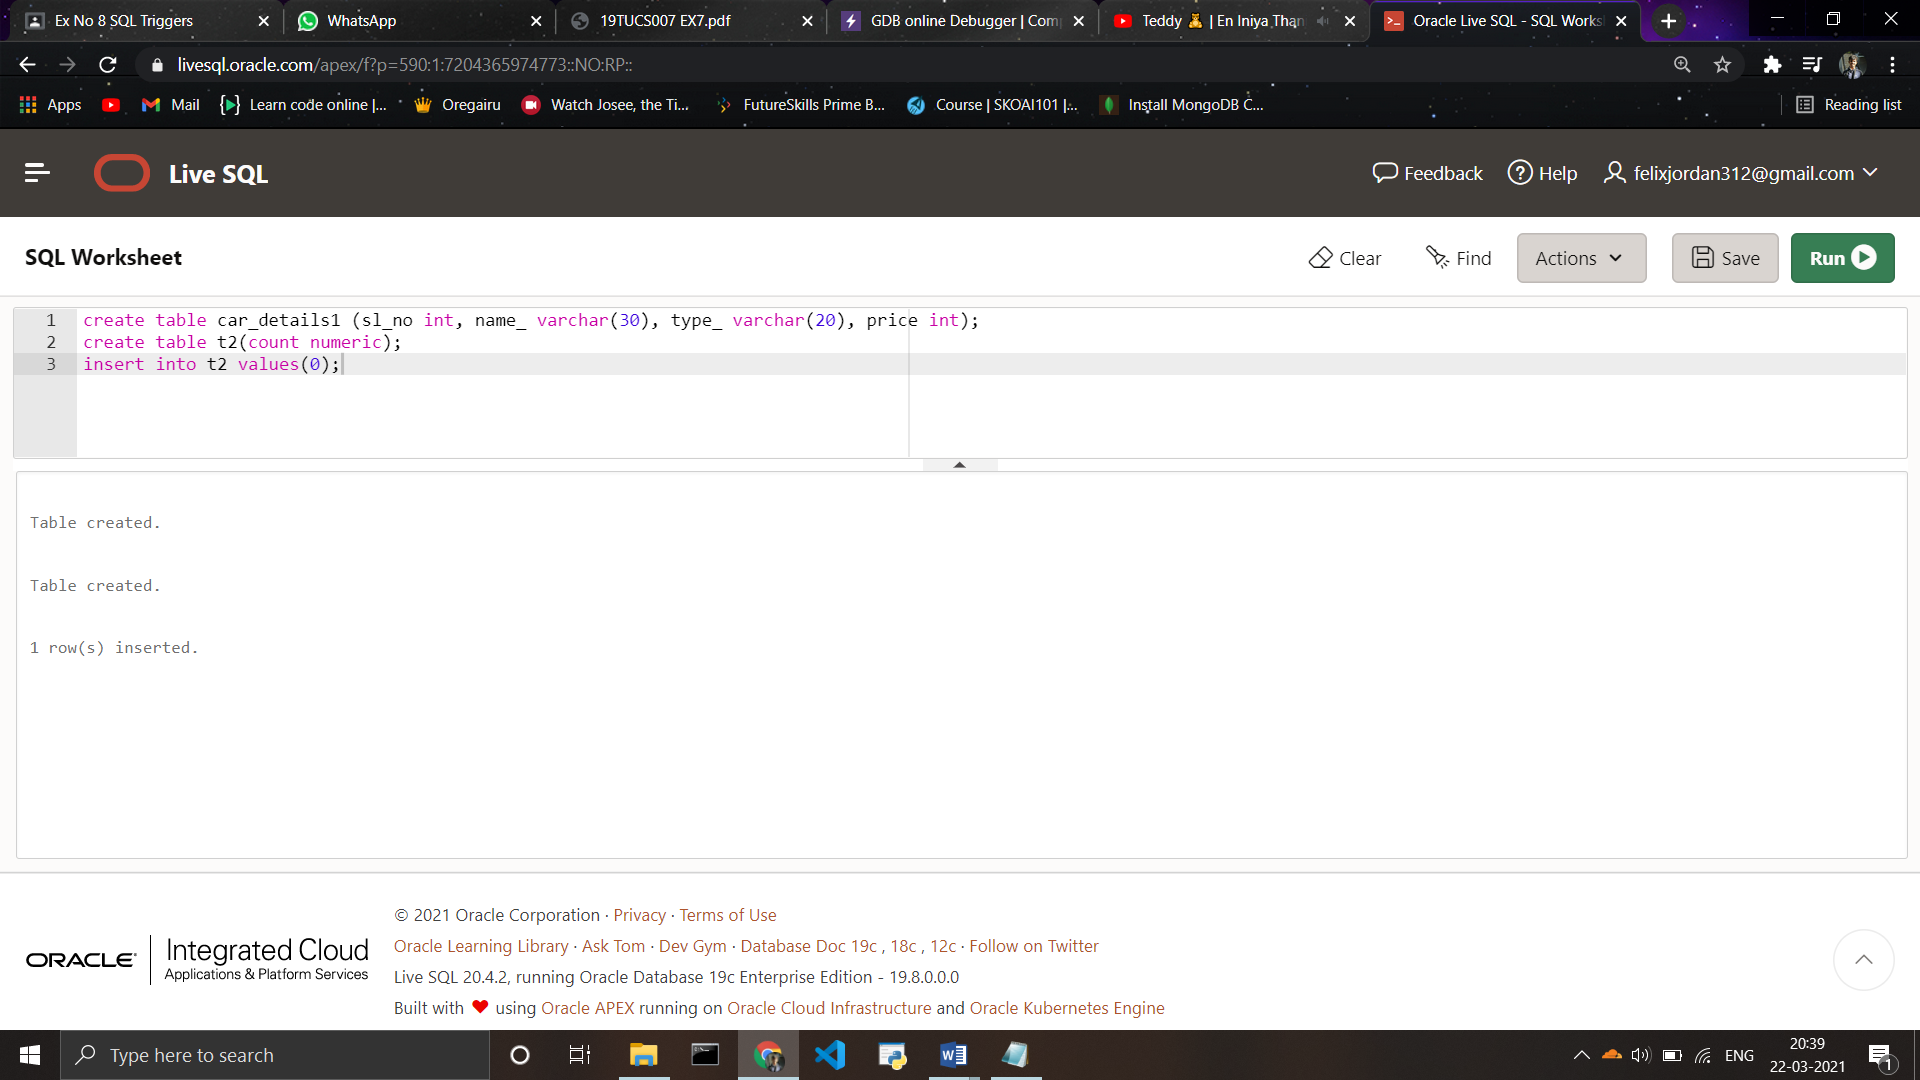 Ex No 8 SQL Triggers
WhatsApp
19TUCS007 EX7.pdf
GDB online Debugger | Com
Teddy 🧸 | En Iniya Than
Oracle Live SQL - SQL Works
livesql.oracle.com/apex/f?p=590:1:7204365974773::NO:RP::
Apps
Mail
Learn code online |...
Oregairu
Watch Josee, the Ti...
FutureSkills Prime B...
Course | SKOAI101 |...
Install MongoDB C...
Reading list
Live SQL
Feedback
Help
felixjordan312@gmail.com
SQL Worksheet
Clear
Find
Actions
Save
Run
1 create table car_details1 (sl_no int, name_ varchar(30), type_ varchar(20), price int);
2 create table t2(count numeric);
3 insert into t2 values(0);
Table created.
Table created.
1 row(s) inserted.
© 2021 Oracle Corporation · Privacy · Terms of Use
Oracle Learning Library · Ask Tom · Dev Gym · Database Doc 19c , 18c , 12c · Follow on Twitter
Live SQL 20.4.2, running Oracle Database 19c Enterprise Edition - 19.8.0.0.0
Built with ❤ using Oracle APEX running on Oracle Cloud Infrastructure and Oracle Kubernetes Engine
ORACLE
Integrated Cloud
Applications & Platform Services
Type here to search
ENG
20:39
22-03-2021
1